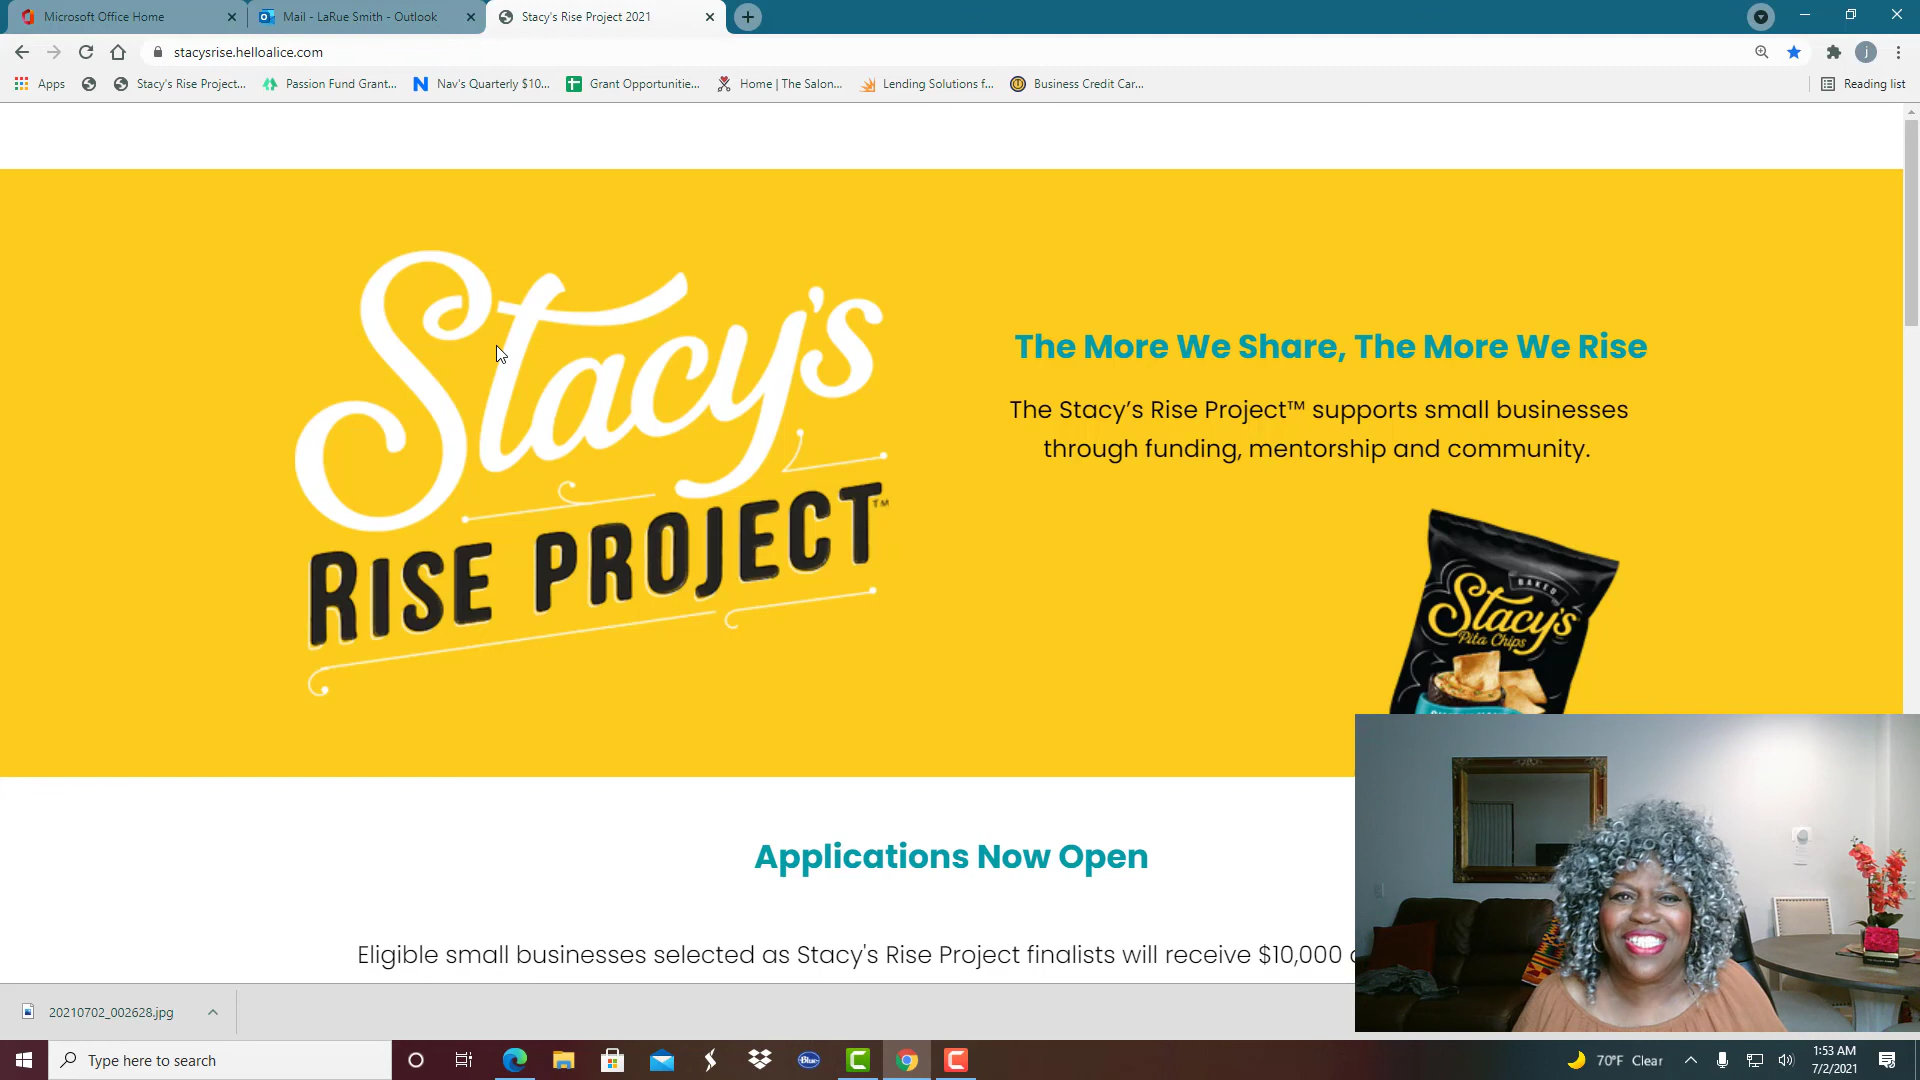 Microsoft Office Home
Mail - LaRue Smith - Outlook
Stacy's Rise Project 2021
stacysrise.helloalice.com
j
Apps
Stacy's Rise Project...
Passion Fund Grant...
Nav's Quarterly $10...
Grant Opportunitie...
Home | The Salon...
Lending Solutions f...
Business Credit Car...
Reading list
Stacy's
RISE PROJECT™
The More We Share, The More We Rise
The Stacy’s Rise Project™ supports small businesses
through funding, mentorship and community.
BAKED
Stacy's
Pita Chips
Applications Now Open
Eligible small businesses selected as Stacy's Rise Project finalists will receive $10,000
20210702_002628.jpg
Type here to search
Blue
70°F Clear
1:53 AM
7/2/2021